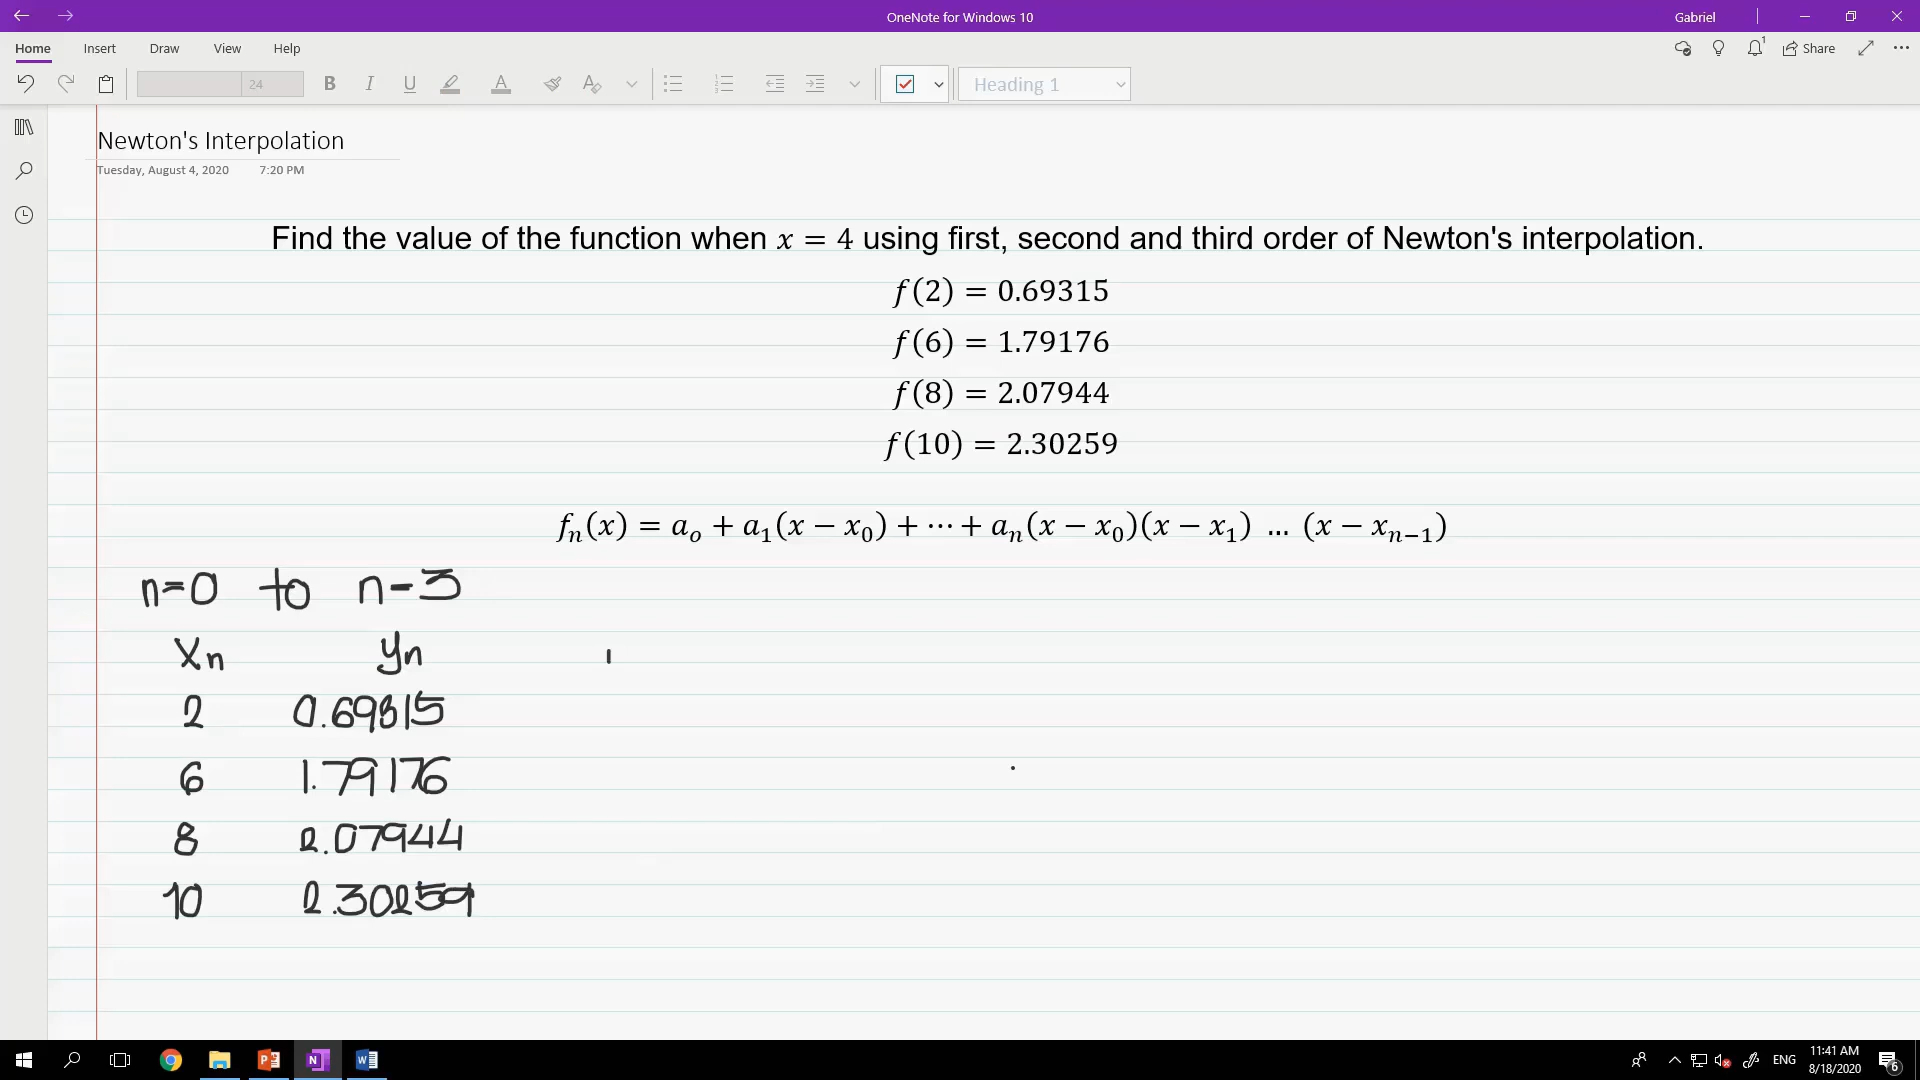 OneNote for Windows 10
Gabriel
Home Insert Draw View Help
1 Share
24 B I U A A Heading 1
Newton's Interpolation
Tuesday, August 4, 2020 7:20 PM
Find the value of the function when x = 4 using first, second and third order of Newton's interpolation.
f(2) = 0.69315
f(6) = 1.79176
f(8) = 2.07944
f(10) = 2.30259
fₙ(x) = aₒ + a₁(x − x₀) + ⋯ + aₙ(x − x₀)(x − x₁) … (x − xₙ₋₁)
n=0 to n=3
xₙ yₙ
2 0.69315
6 1.79176
8 2.07944
10 2.30259
ENG 11:41 AM
8/18/2020 6